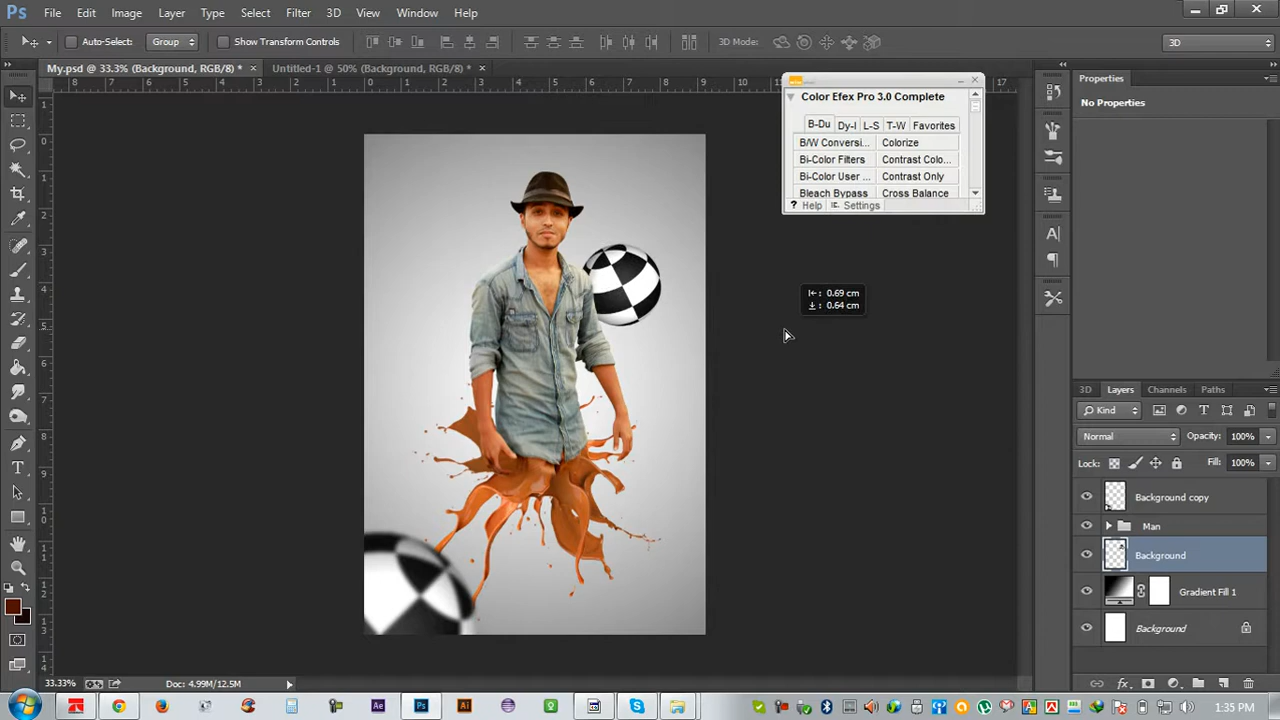 Ps File Edit Image Layer Type Select Filter 3D View Window Help
Auto-Select: Group Show Transform Controls 3D Mode: 3D
My.psd @ 33.3% (Background, RGB/8) * × Untitled-1 @ 50% (Background, RGB/8) * ×
Color Efex Pro 3.0 Complete
B-Du Dy-I L-S T-W Favorites
B/W Conversi... Colorize
Bi-Color Filters Contrast Colo...
Bi-Color User ... Contrast Only
Bleach Bypass Cross Balance
? Help Settings
0.69 cm
0.64 cm
Properties
No Properties
3D Layers Channels Paths
Kind
Normal Opacity: 100%
Lock: Fill: 100%
Background copy
Man
Background
Gradient Fill 1
Background
33.33% Doc: 4.99M/12.5M
1:35 PM